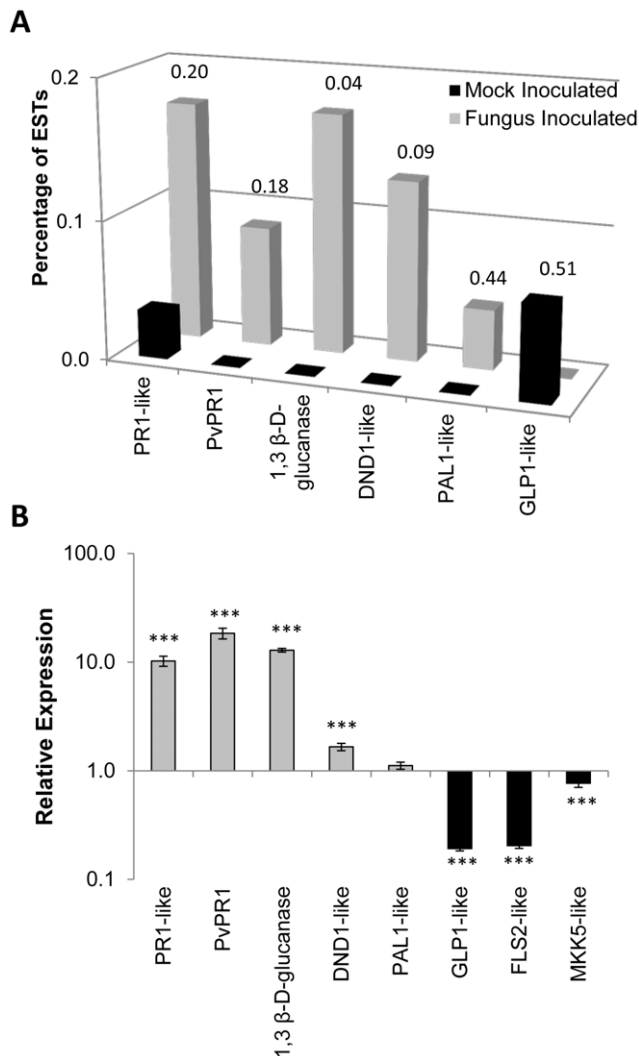 A
0.2
0.1
0.0
Percentage of ESTs
0.20
0.18
0.04
0.09
0.44
0.51
Mock Inoculated
Fungus Inoculated
PR1-like
PvPR1
1,3 β-D-
glucanase
DND1-like
PAL1-like
GLP1-like
B
100.0
10.0
1.0
0.1
Relative Expression
***
***
***
***
***
***
***
PR1-like
PvPR1
1,3 β-D-glucanase
DND1-like
PAL1-like
GLP1-like
FLS2-like
MKK5-like